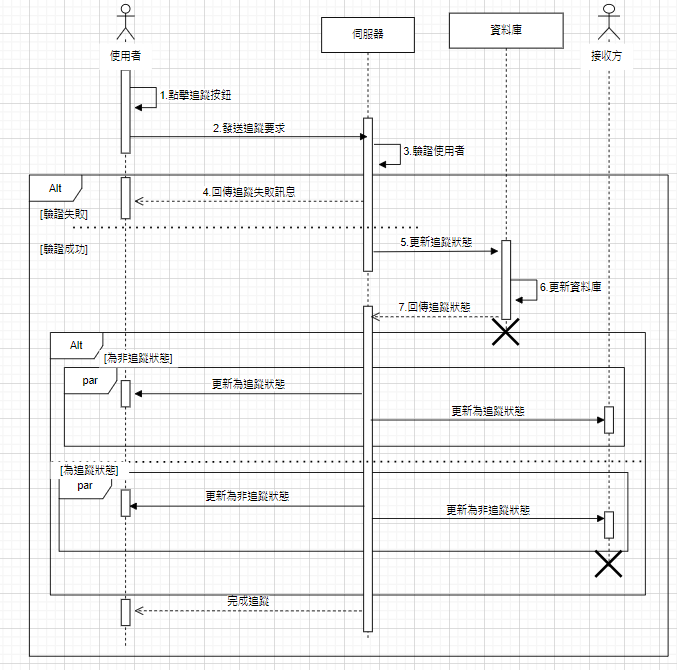 使用者
伺服器
資料庫
接收方
1.點擊追蹤按鈕
2.發送追蹤要求
3.驗證使用者
Alt
4.回傳追蹤失敗訊息
[驗證失敗]
[驗證成功]
5.更新追蹤狀態
6.更新資料庫
7.回傳追蹤狀態
Alt
[為非追蹤狀態]
par
更新為追蹤狀態
更新為追蹤狀態
[為追蹤狀態]
par
更新為非追蹤狀態
更新為非追蹤狀態
完成追蹤